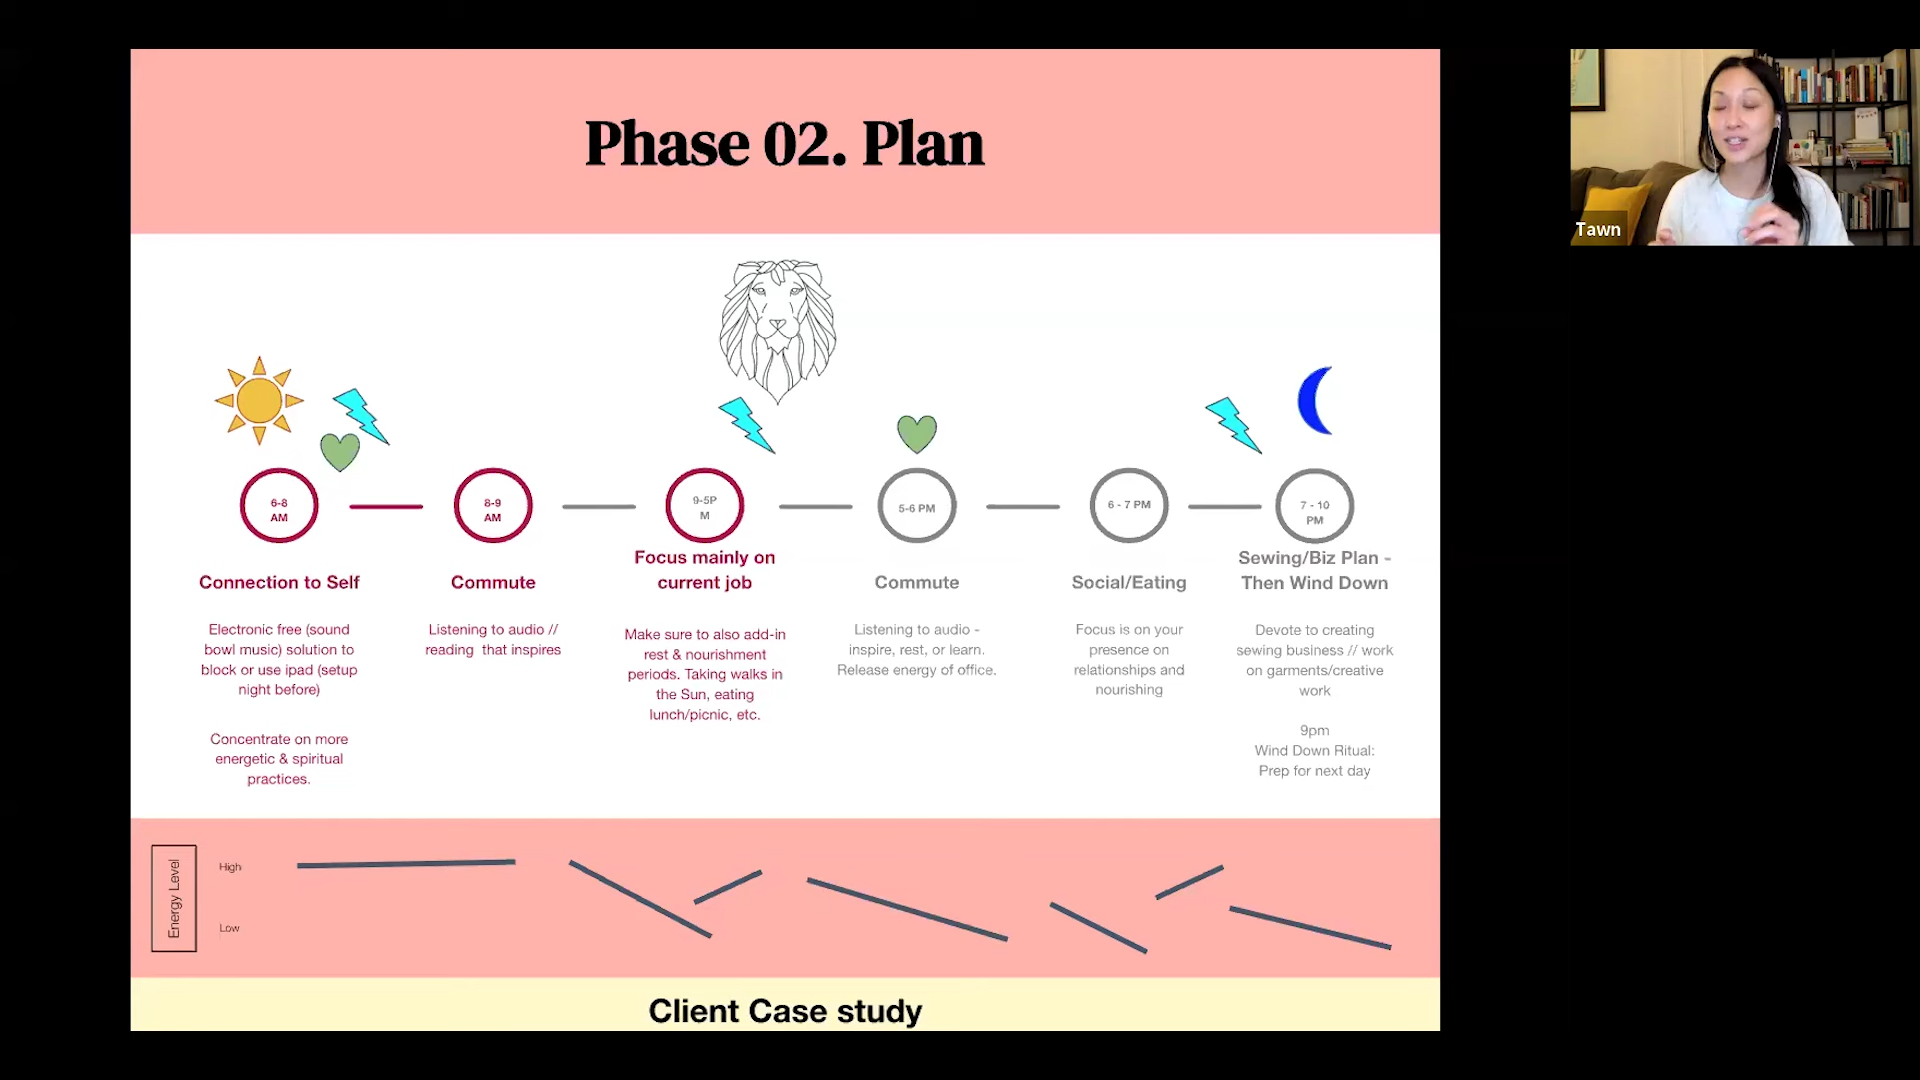 Phase 02. Plan
Tawn
6-8
AM
Connection to Self
Electronic free (sound
bowl music) solution to
block or use ipad (setup
night before)
Concentrate on more
energetic & spiritual
practices.
8-9
AM
Commute
Listening to audio //
reading that inspires
9-5P
M
Focus mainly on
current job
Make sure to also add-in
rest & nourishment
periods. Taking walks in
the Sun, eating
lunch/picnic, etc.
5-6 PM
Commute
Listening to audio -
inspire, rest, or learn.
Release energy of office.
6 - 7 PM
Social/Eating
Focus is on your
presence on
relationships and
nourishing
7 - 10
PM
Sewing/Biz Plan -
Then Wind Down
Devote to creating
sewing business // work
on garments/creative
work
9pm
Wind Down Ritual:
Prep for next day
Energy Level
High
Low
Client Case study